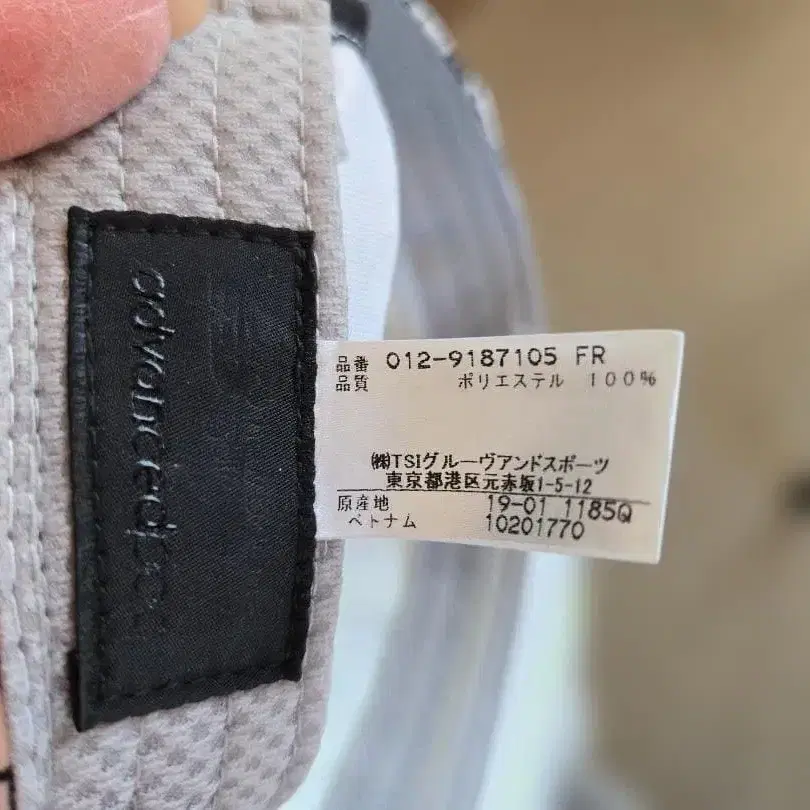 品番 012-9187105 FR
品質 ポリエステル 100%
㈱TSIグルーヴアンドスポーツ
東京都港区元赤坂1-5-12
原産地 19-01 1185Q
ベトナム 10201770
advanced